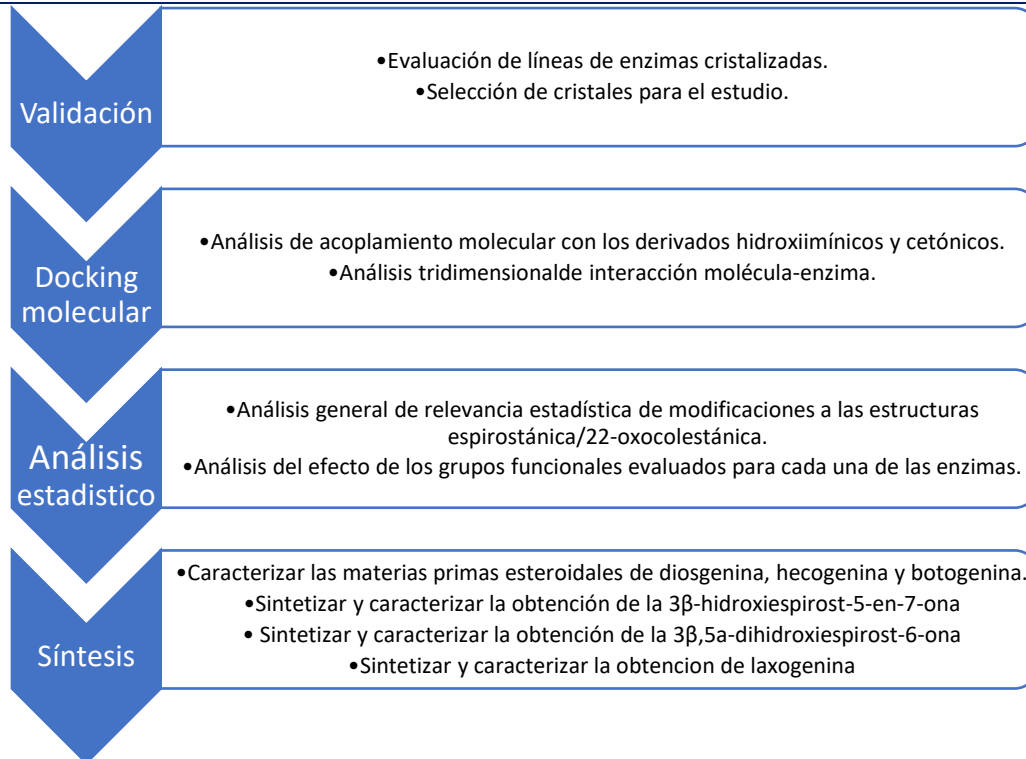 Validación
•Evaluación de líneas de enzimas cristalizadas.
•Selección de cristales para el estudio.
Docking
molecular
•Análisis de acoplamiento molecular con los derivados hidroxiimínicos y cetónicos.
•Análisis tridimensionalde interacción molécula-enzima.
Análisis
estadistico
•Análisis general de relevancia estadística de modificaciones a las estructuras
espirostánica/22-oxocolestánica.
•Análisis del efecto de los grupos funcionales evaluados para cada una de las enzimas.
Síntesis
•Caracterizar las materias primas esteroidales de diosgenina, hecogenina y botogenina.
•Sintetizar y caracterizar la obtención de la 3β-hidroxiespirost-5-en-7-ona
• Sintetizar y caracterizar la obtención de la 3β,5a-dihidroxiespirost-6-ona
•Sintetizar y caracterizar la obtencion de laxogenina